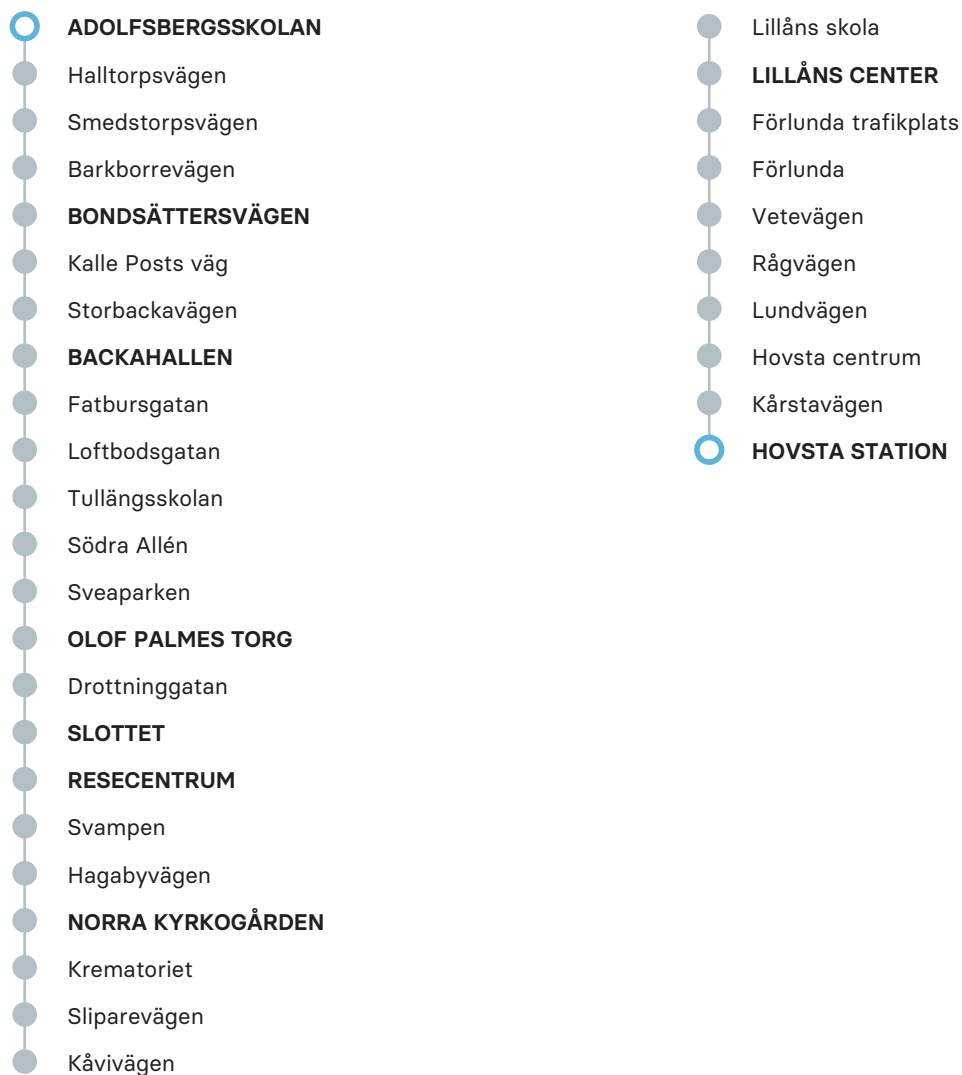 ADOLFSBERGSSKOLAN
Halltorpsvägen
Smedstorpsvägen
Barkborrevägen
BONDSÄTTERSVÄGEN
Kalle Posts väg
Storbackavägen
BACKAHALLEN
Fatbursgatan
Loftbodsgatan
Tullängsskolan
Södra Allén
Sveaparken
OLOF PALMES TORG
Drottninggatan
SLOTTET
RESECENTRUM
Svampen
Hagabyvägen
NORRA KYRKOGÅRDEN
Krematoriet
Sliparevägen
Kåvivägen
Lillåns skola
LILLÅNS CENTER
Förlunda trafikplats
Förlunda
Vetevägen
Rågvägen
Lundvägen
Hovsta centrum
Kårstavägen
HOVSTA STATION